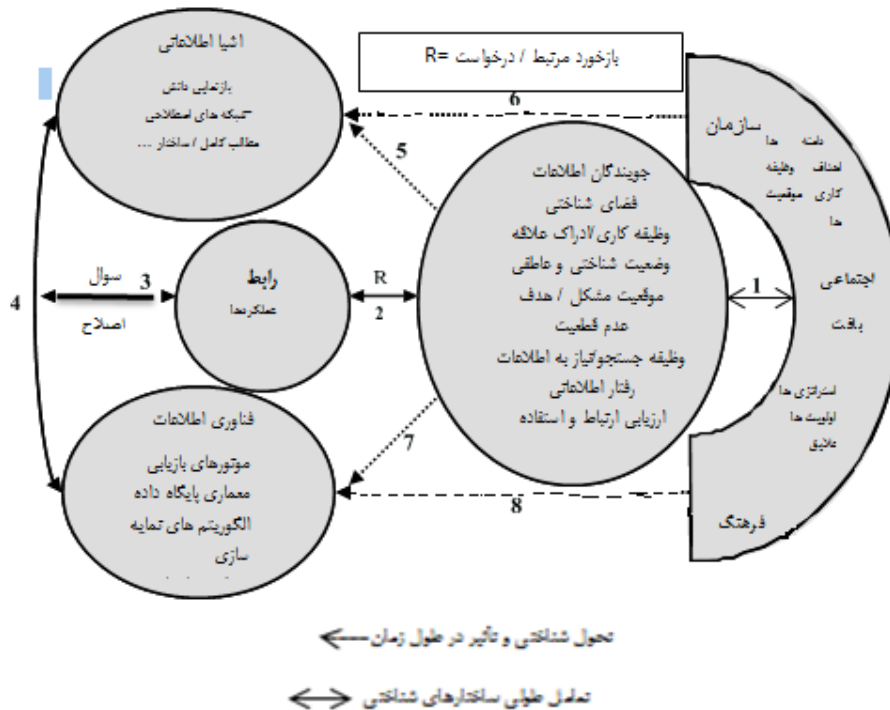 اشیا اطلاعاتی
بازنمایی دانش
شبکه های اصطلاحی
مطالب کامل / ساختار ...
بازخورد مرتبط / درخواست =R
سازمان
دامنه ها
اهداف وظیفه
کاری موقعیت
ها
اجتماعی
بافت
استراتژی ها
اولویت ها
علایق
فرهنگ
جویندگان اطلاعات
فضای شناختی
وظیفه کاری/ادراک علاقه
وضعیت شناختی و عاطفی
موقعیت مشکل / هدف
عدم قطعیت
وظیفه جستجو/نیاز به اطلاعات
رفتار اطلاعاتی
ارزیابی ارتباط و استفاده
رابط
عملکردها
سوال
اصلاح
فناوری اطلاعات
موتورهای بازیابی
معماری پایگاه داده
الگوریتم های نمایه
سازی
1
R
2
3
4
5
6
7
8
تحول شناختی و تأثیر در طول زمان
تعامل طولی ساختارهای شناختی